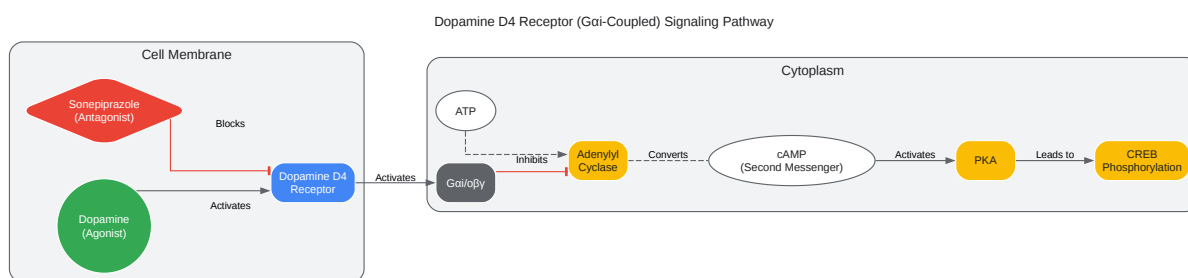 Dopamine D4 Receptor (Gαi-Coupled) Signaling Pathway
Cell Membrane
Sonepiprazole
(Antagonist)
Blocks
Dopamine D4
Receptor
Activates
Dopamine
(Agonist)
Activates
Cytoplasm
ATP
Gαi/oβγ
Inhibits
Adenylyl
Cyclase
Converts
cAMP
(Second Messenger)
Activates
PKA
Leads to
CREB
Phosphorylation